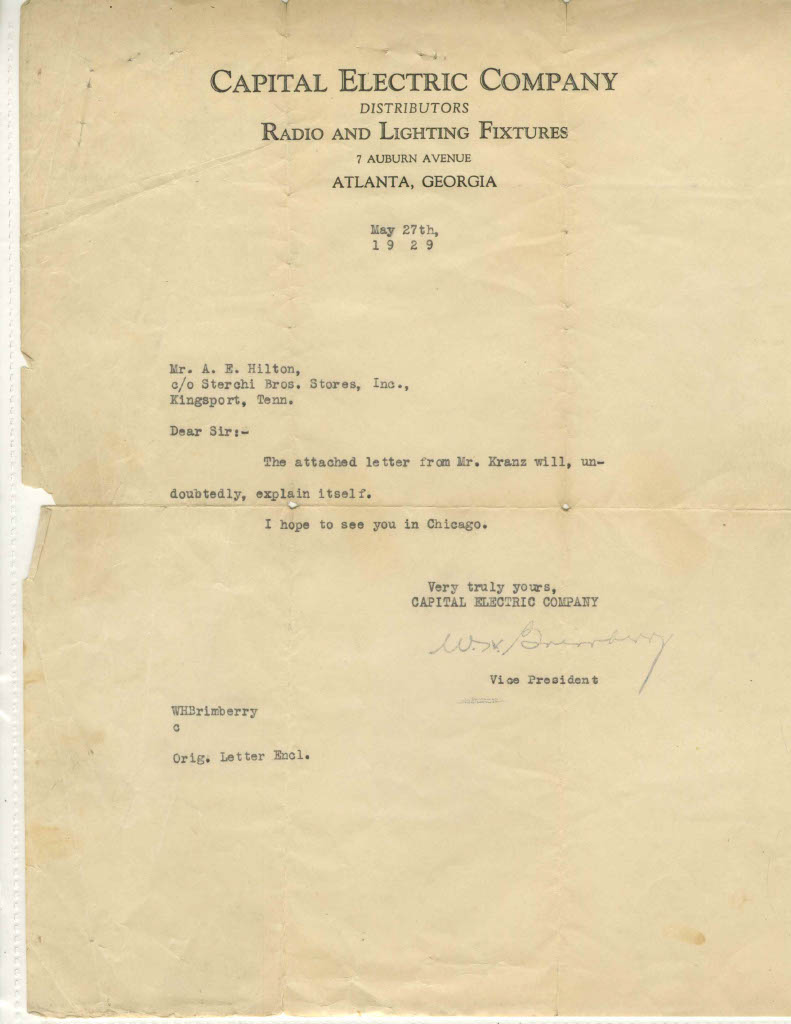 CAPITAL ELECTRIC COMPANY
DISTRIBUTORS
RADIO AND LIGHTING FIXTURES
7 AUBURN AVENUE
ATLANTA, GEORGIA
May 27th,
1 9 2 9
Mr. A. E. Hilton,
c/o Sterchi Bros. Stores, Inc.,
Kingsport, Tenn.
Dear Sir:-
The attached letter from Mr. Kranz will, un-
doubtedly, explain itself.
I hope to see you in Chicago.
Very truly yours,
CAPITAL ELECTRIC COMPANY
W. H. Brimberry
Vice President
WHBrimberry
c
Orig. Letter Encl.